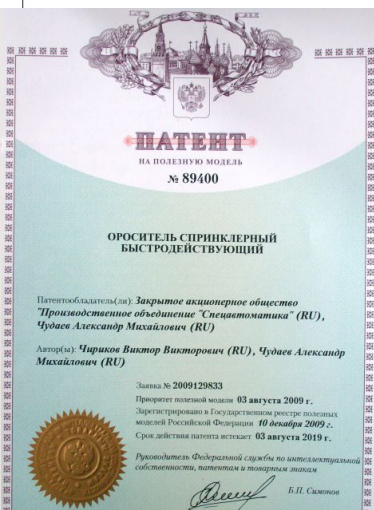 ПАТЕНТ
НА ПОЛЕЗНУЮ МОДЕЛЬ
№ 89400
ОРОСИТЕЛЬ СПРИНКЛЕРНЫЙ
БЫСТРОДЕЙСТВУЮЩИЙ
Патентообладатель(ли): Закрытое акционерное общество
"Производственное объединение "Спецавтоматика" (RU),
Чудаев Александр Михайлович (RU)
Автор(ы): Чириков Виктор Викторович (RU), Чудаев Александр
Михайлович (RU)
Заявка № 2009129833
Приоритет полезной модели 03 августа 2009 г.
Зарегистрировано в Государственном реестре полезных
моделей Российской Федерации 10 декабря 2009 г.
Срок действия патента истекает 03 августа 2019 г.
Руководитель Федеральной службы по интеллектуальной
собственности, патентам и товарным знакам
Б.П. Симонов